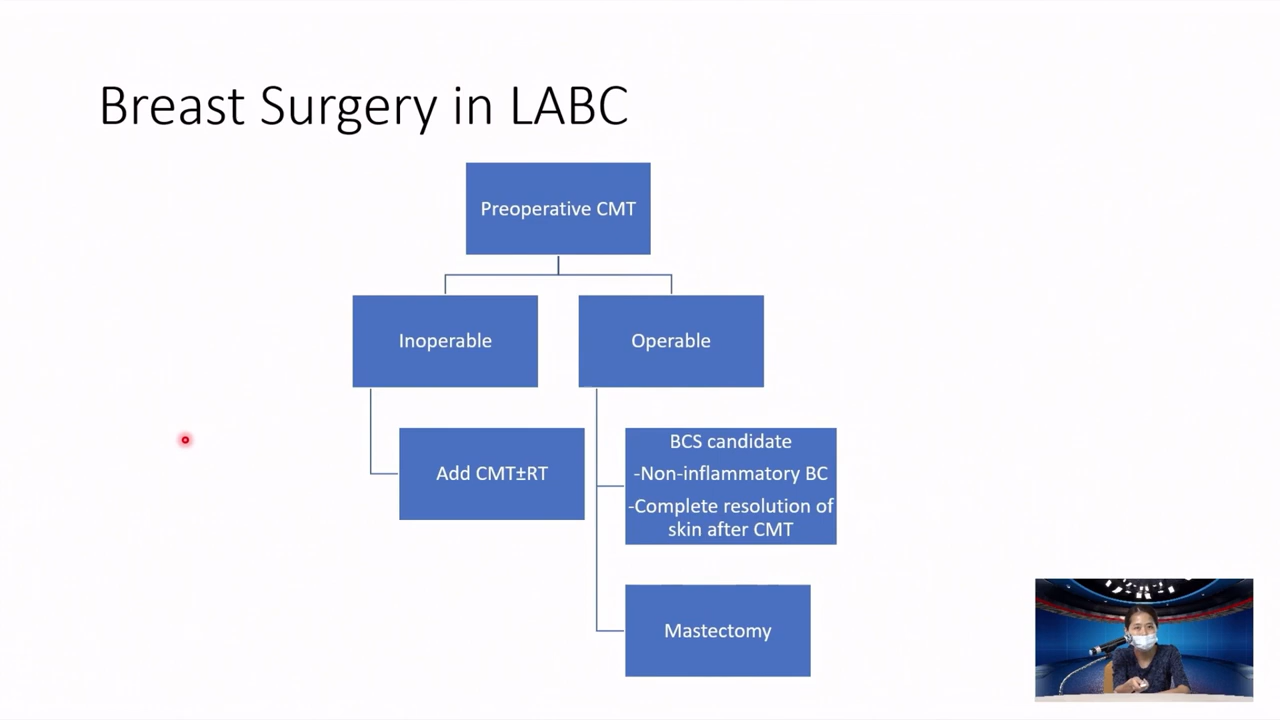 Breast Surgery in LABC
Preoperative CMT
Inoperable
Operable
Add CMT±RT
BCS candidate
-Non-inflammatory BC
-Complete resolution of
skin after CMT
Mastectomy